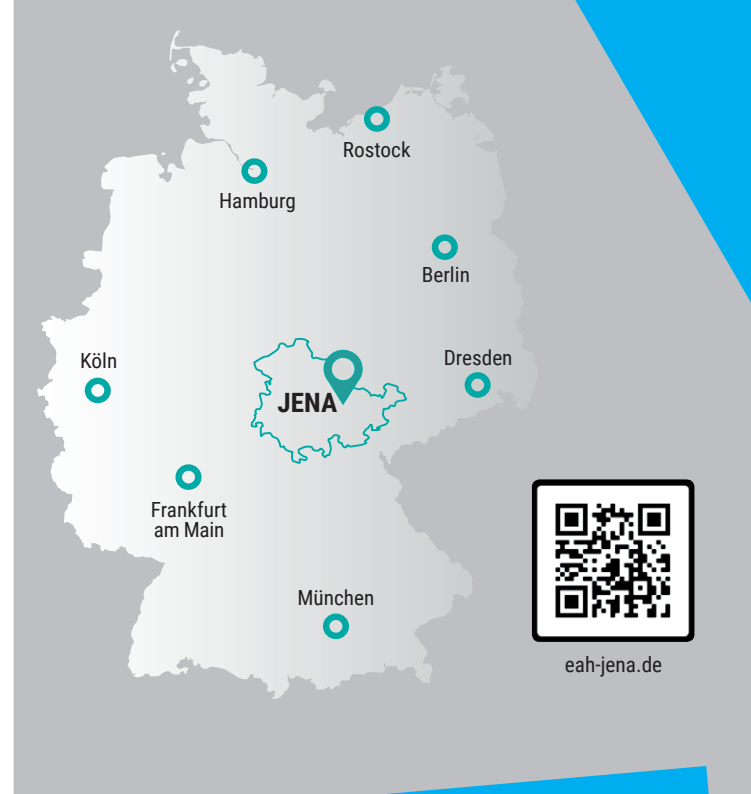 Rostock
Hamburg
Berlin
Köln
Dresden
JENA
Frankfurt
am Main
München
eah-jena.de